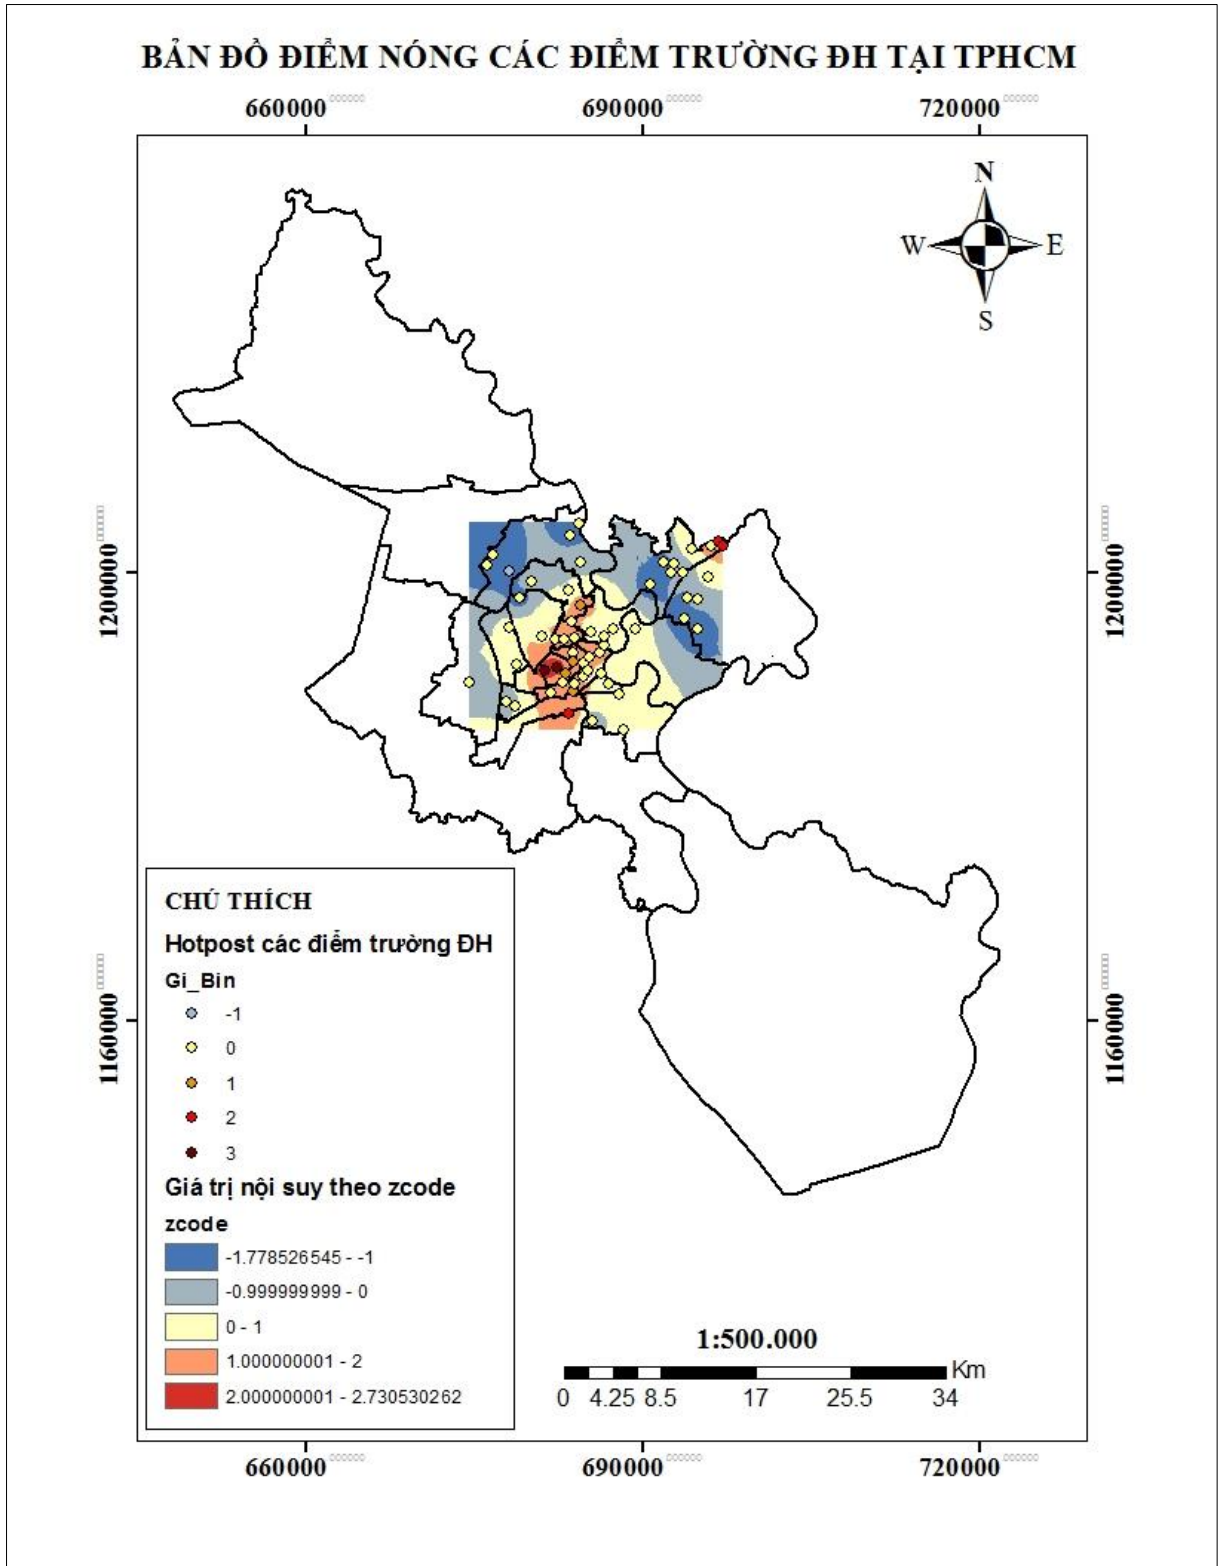 BẢN ĐỒ ĐIỂM NÓNG CÁC ĐIỂM TRƯỜNG ĐH TẠI TPHCM
660000 690000 720000
N
W E
S
1200000 1200000
1160000 1160000
CHÚ THÍCH
Hotpost các điểm trường ĐH
Gi_Bin
-1
0
1
2
3
Giá trị nội suy theo zcode
zcode
-1.778526545 - -1
-0.999999999 - 0
0 - 1
1.000000001 - 2
2.000000001 - 2.730530262
1:500.000
Km
0 4.25 8.5 17 25.5 34
660000 690000 720000